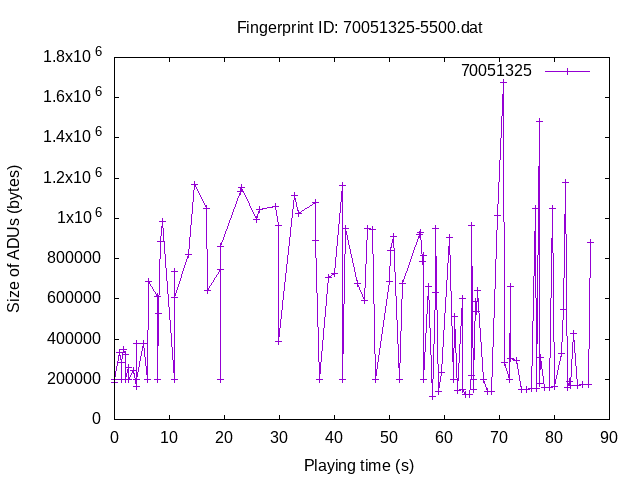 Fingerprint ID: 70051325-5500.dat
70051325
1.8x10^6
1.6x10^6
1.4x10^6
1.2x10^6
1x10^6
800000
600000
400000
200000
0
Size of ADUs (bytes)
0 10 20 30 40 50 60 70 80 90
Playing time (s)